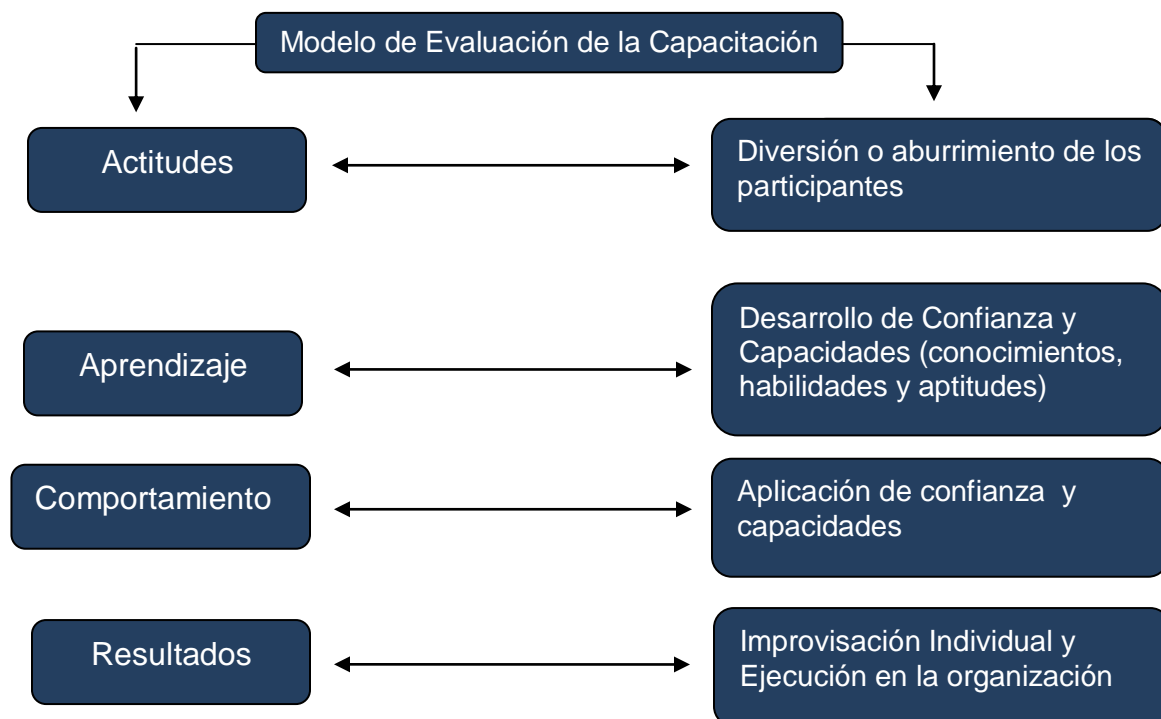 Modelo de Evaluación de la Capacitación
Actitudes
Diversión o aburrimiento de los
participantes
Aprendizaje
Desarrollo de Confianza y
Capacidades (conocimientos,
habilidades y aptitudes)
Comportamiento
Aplicación de confianza y
capacidades
Resultados
Improvisación Individual y
Ejecución en la organización